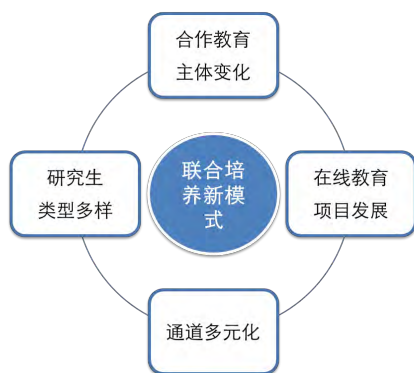 合作教育
主体变化
研究生
类型多样
联合培
养新模
式
在线教育
项目发展
通道多元化